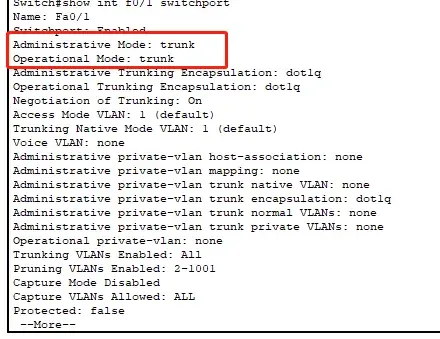 Switch#show int f0/1 switchport
Name: Fa0/1
Switchport: Enabled
Administrative Mode: trunk
Operational Mode: trunk
Administrative Trunking Encapsulation: dot1q
Operational Trunking Encapsulation: dot1q
Negotiation of Trunking: On
Access Mode VLAN: 1 (default)
Trunking Native Mode VLAN: 1 (default)
Voice VLAN: none
Administrative private-vlan host-association: none
Administrative private-vlan mapping: none
Administrative private-vlan trunk native VLAN: none
Administrative private-vlan trunk encapsulation: dot1q
Administrative private-vlan trunk normal VLANs: none
Administrative private-vlan trunk private VLANs: none
Operational private-vlan: none
Trunking VLANs Enabled: All
Pruning VLANs Enabled: 2-1001
Capture Mode Disabled
Capture VLANs Allowed: ALL
Protected: false
--More--